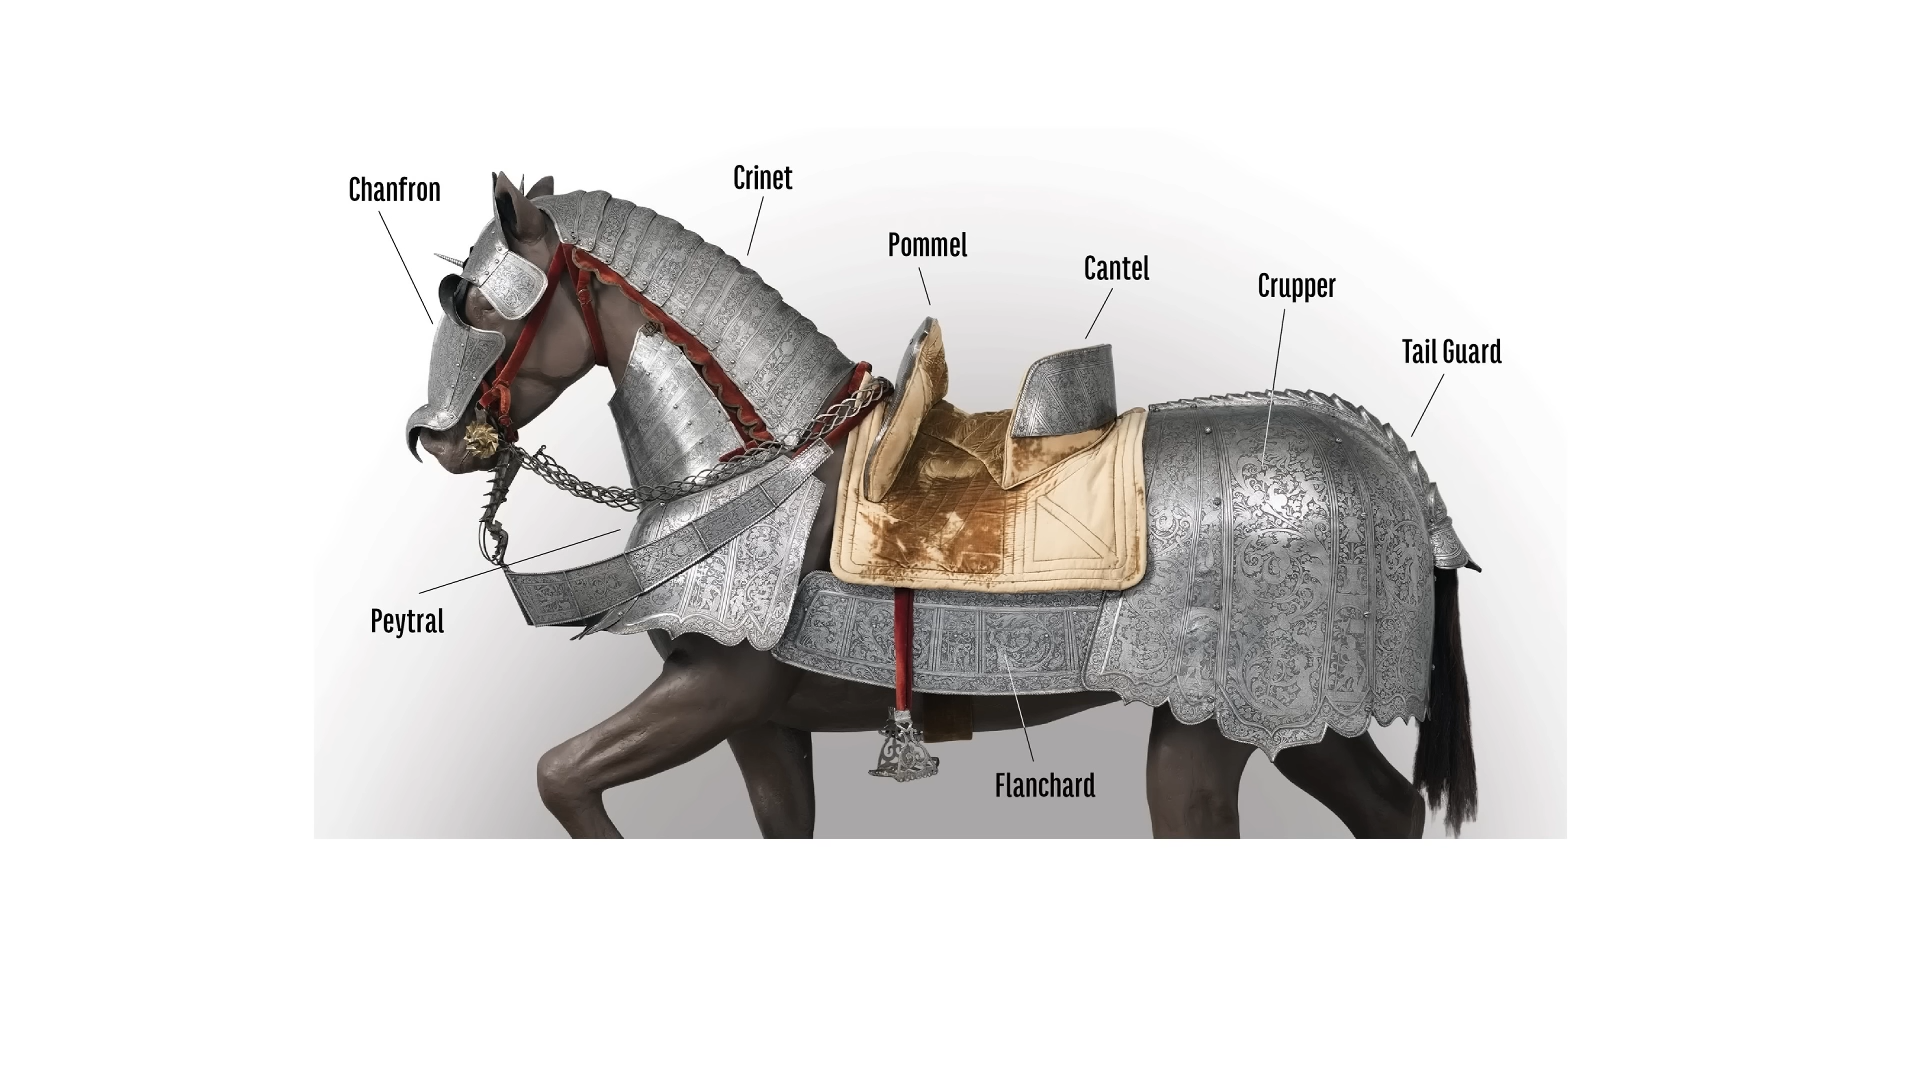 Chanfron
Crinet
Pommel
Cantel
Crupper
Tail Guard
Peytral
Flanchard